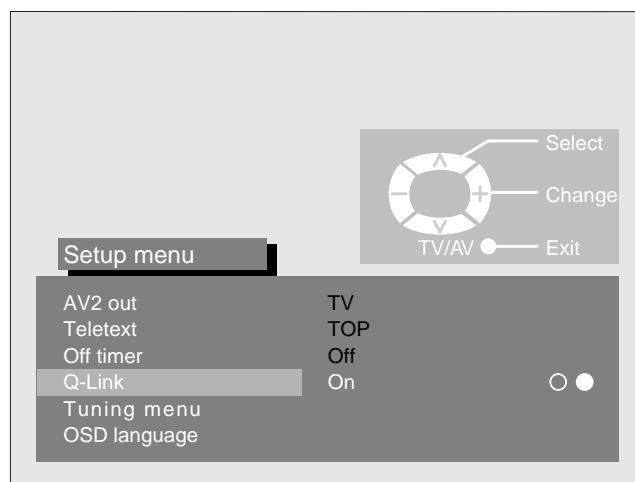 Select
Change
TV/AV Exit
Setup menu
AV2 out TV
Teletext TOP
Off timer Off
Q-Link On
Tuning menu
OSD language